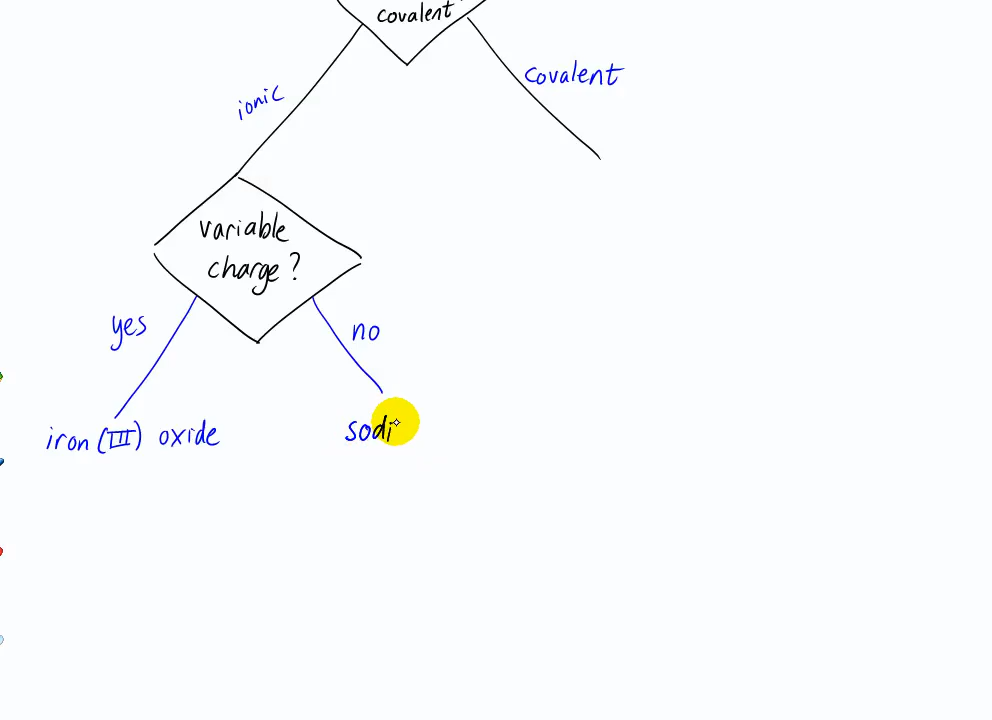 covalent
covalent
ionic
variable
charge?
yes
no
iron (III) oxide
sodi